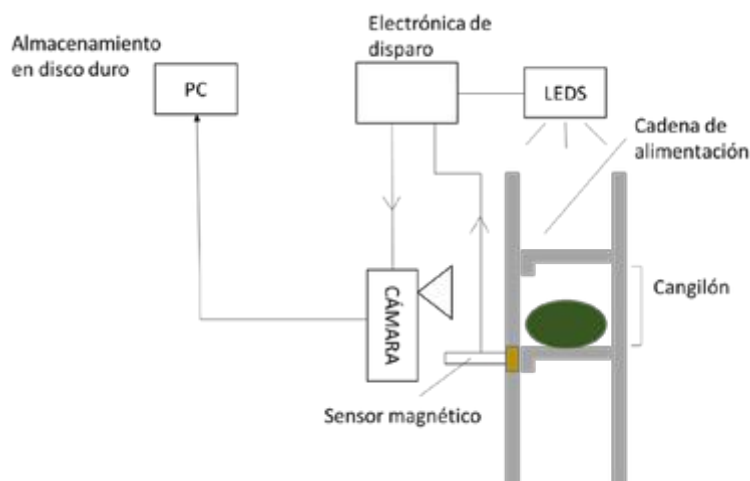 Almacenamiento
en disco duro
PC
Electrónica de
disparo
LEDS
Cadena de
alimentación
CÁMARA
Cangilón
Sensor magnético